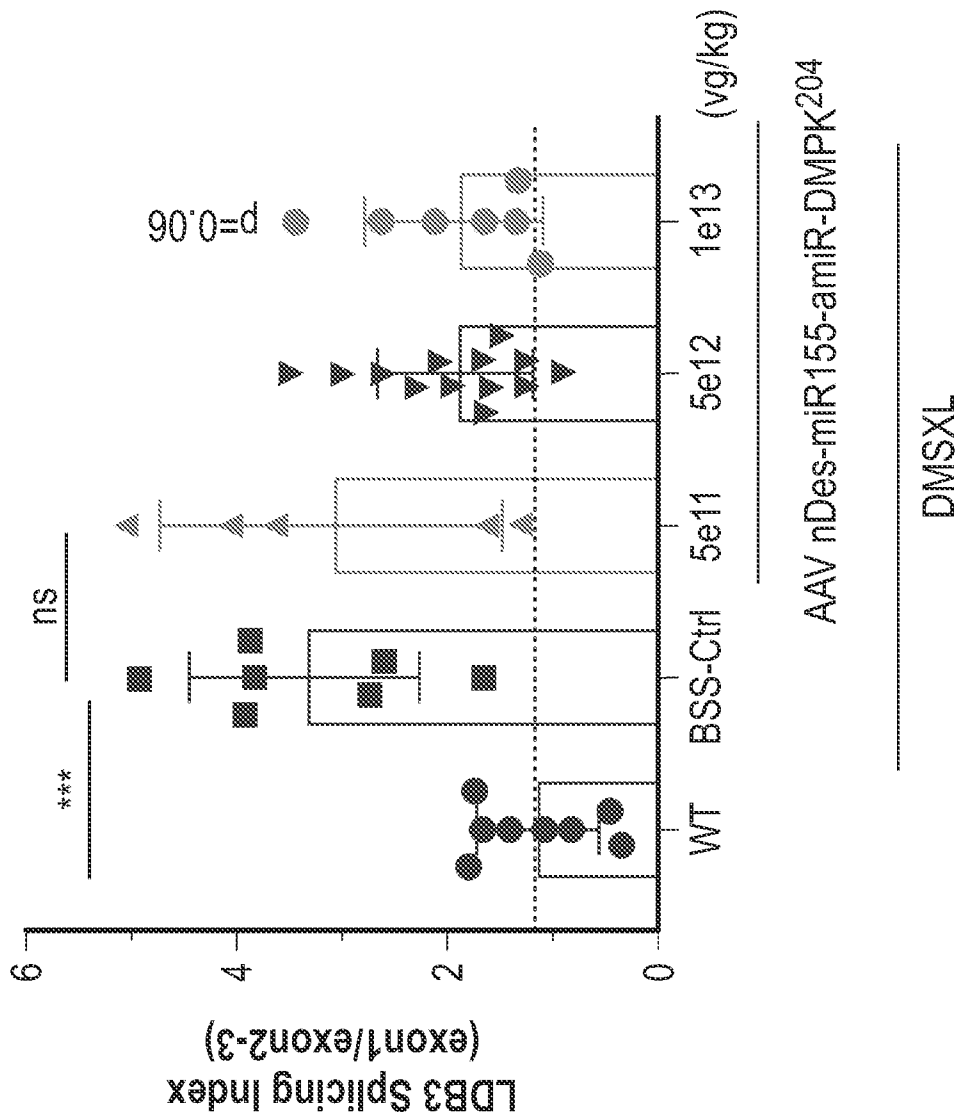 LDB3 Splicing Index
(exon1/exon2-3)
6
4
2
0
***
ns
p=0.06
WT
BSS-Ctrl
5e11
5e12
1e13
(vg/kg)
AAV nDes-miR155-amiR-DMPK204
DMSXL